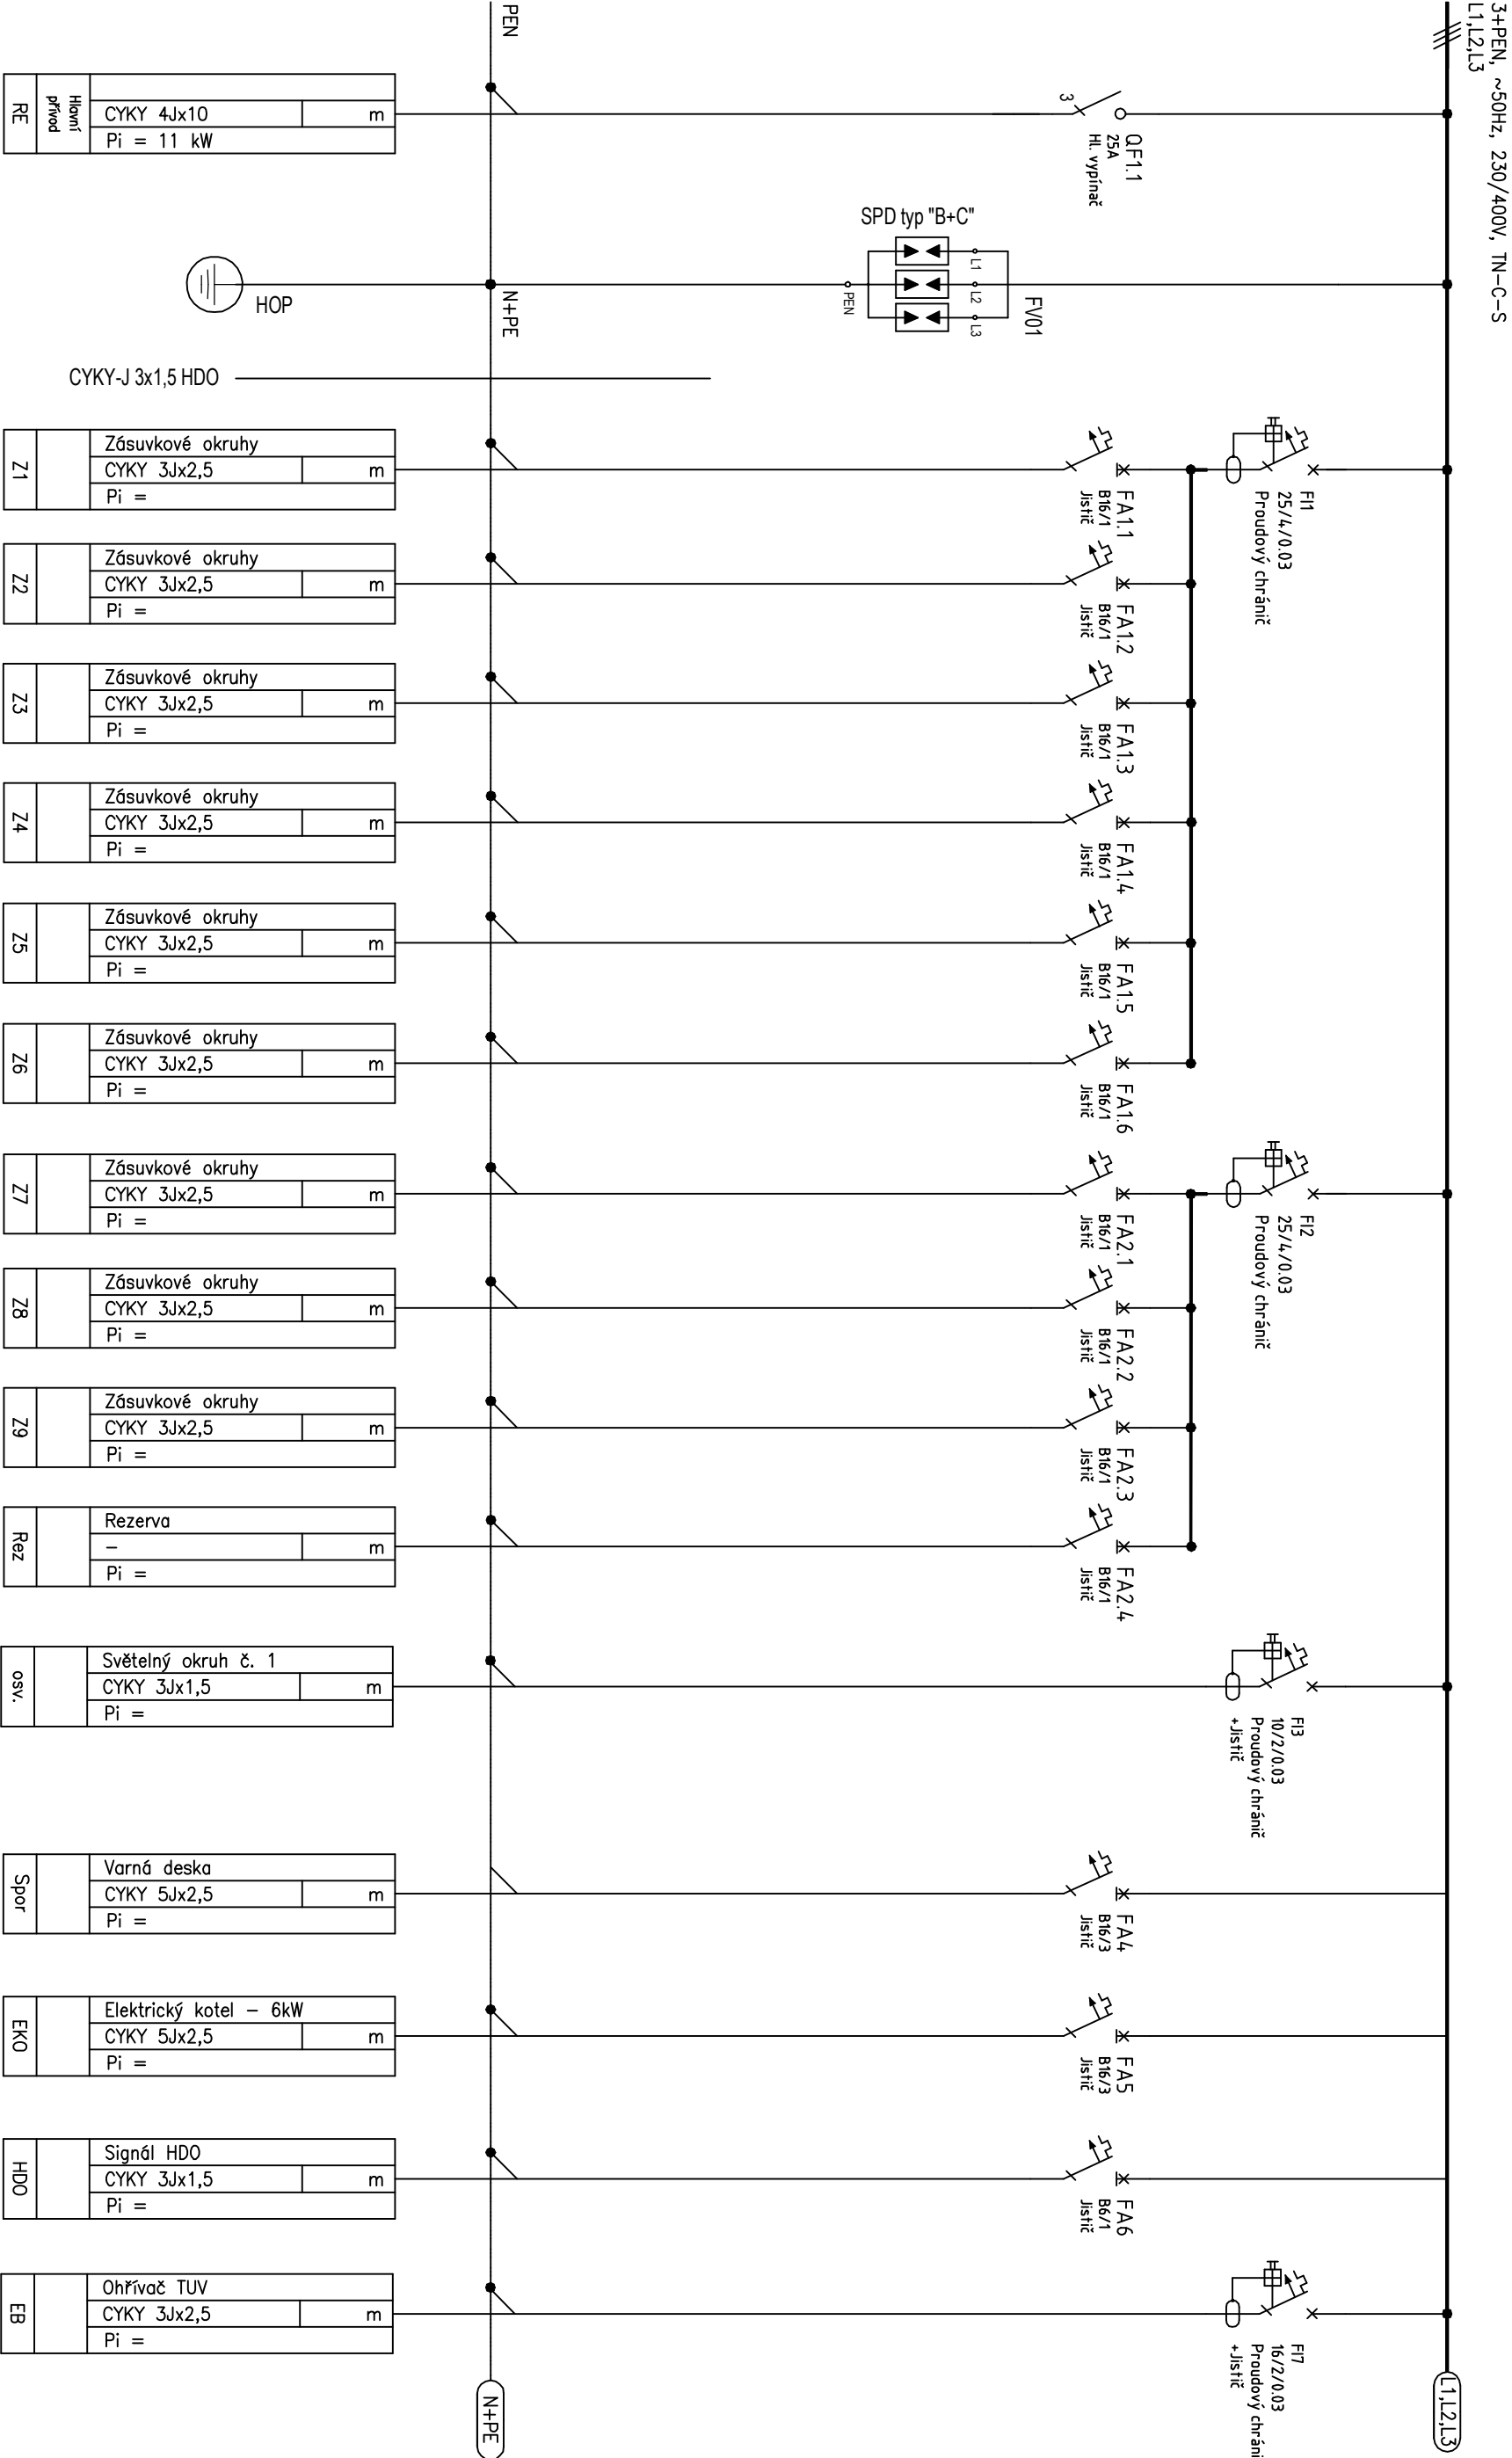 3+PEN, ~50Hz, 230/400V, TN-C-S
L1,L2,L3
PEN
RE
Hlavní
přívod
CYKY 4Jx10 m
Pi = 11 kW
3
QF1.1
25A
Hl. vypínač
SPD typ "B+C"
L1
L2
L3
PEN
FV01
HOP
N+PE
CYKY-J 3x1,5 HDO
FI1
25/4/0.03
Proudový chránič
Z1
Zásuvkové okruhy
CYKY 3Jx2,5 m
Pi =
FA1.1
B16/1
Jistič
Z2
Zásuvkové okruhy
CYKY 3Jx2,5 m
Pi =
FA1.2
B16/1
Jistič
Z3
Zásuvkové okruhy
CYKY 3Jx2,5 m
Pi =
FA1.3
B16/1
Jistič
Z4
Zásuvkové okruhy
CYKY 3Jx2,5 m
Pi =
FA1.4
B16/1
Jistič
Z5
Zásuvkové okruhy
CYKY 3Jx2,5 m
Pi =
FA1.5
B16/1
Jistič
Z6
Zásuvkové okruhy
CYKY 3Jx2,5 m
Pi =
FA1.6
B16/1
Jistič
FI2
25/4/0.03
Proudový chránič
Z7
Zásuvkové okruhy
CYKY 3Jx2,5 m
Pi =
FA2.1
B16/1
Jistič
Z8
Zásuvkové okruhy
CYKY 3Jx2,5 m
Pi =
FA2.2
B16/1
Jistič
Z9
Zásuvkové okruhy
CYKY 3Jx2,5 m
Pi =
FA2.3
B16/1
Jistič
Rez
Rezerva
- m
Pi =
FA2.4
B16/1
Jistič
osv.
Světelný okruh č. 1
CYKY 3Jx1,5 m
Pi =
FI3
10/2/0.03
Proudový chránič
+Jistič
Spor
Varná deska
CYKY 5Jx2,5 m
Pi =
FA4
B16/3
Jistič
EKO
Elektrický kotel - 6kW
CYKY 5Jx2,5 m
Pi =
FA5
B16/3
Jistič
HDO
Signál HDO
CYKY 3Jx1,5 m
Pi =
FA6
B6/1
Jistič
EB
Ohřívač TUV
CYKY 3Jx2,5 m
Pi =
FI7
16/2/0.03
Proudový chráni
+Jistič
N+PE
L1,L2,L3